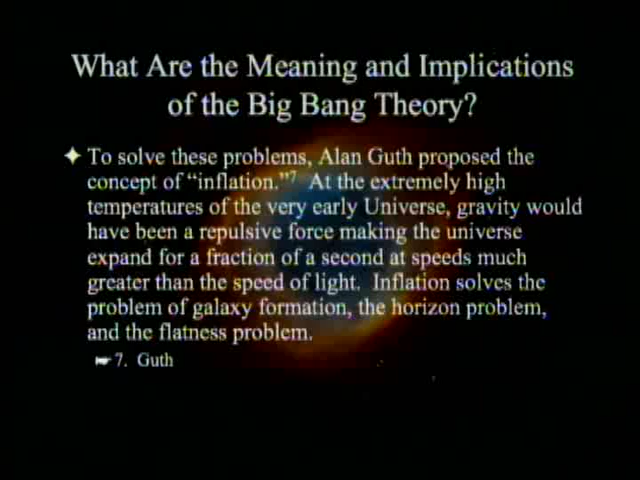 What Are the Meaning and Implications
of the Big Bang Theory?
To solve these problems, Alan Guth proposed the
concept of “inflation.”7 At the extremely high
temperatures of the very early Universe, gravity would
have been a repulsive force making the universe
expand for a fraction of a second at speeds much
greater than the speed of light. Inflation solves the
problem of galaxy formation, the horizon problem,
and the flatness problem.
7. Guth